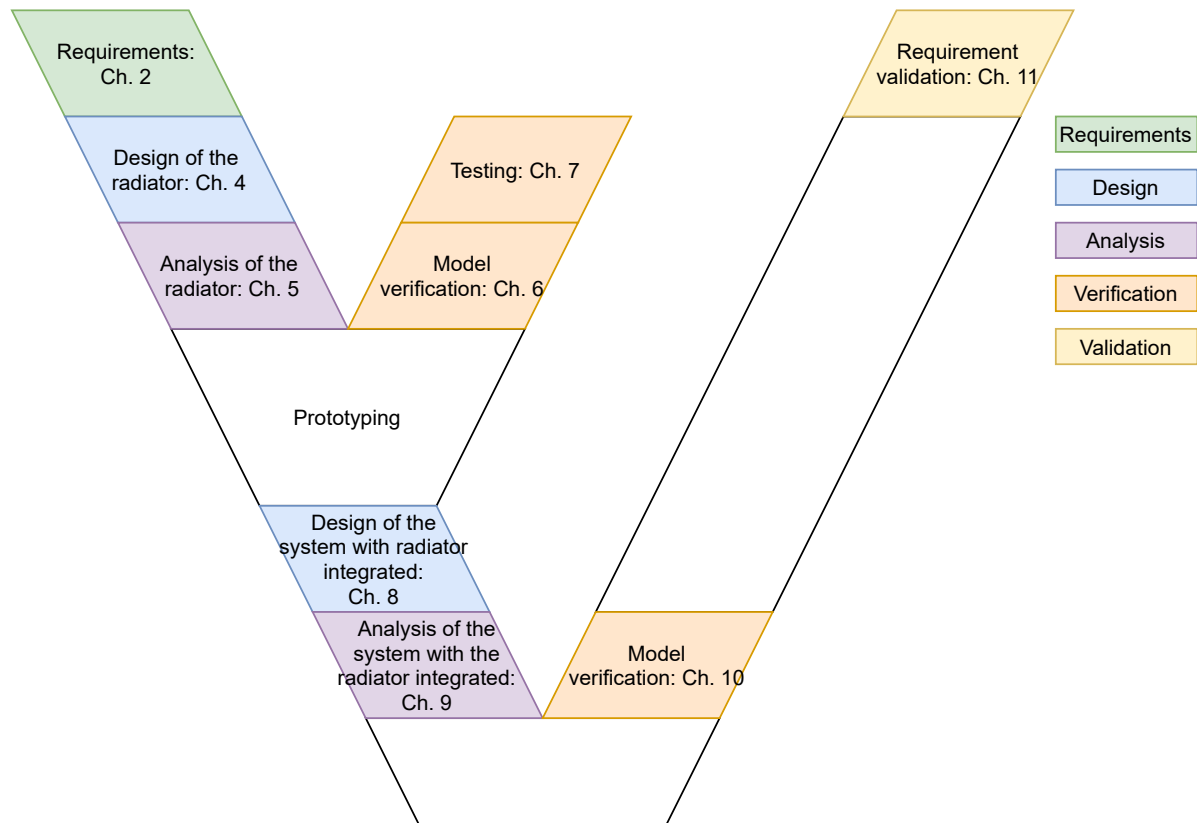 Requirements:
Ch. 2
Design of the
radiator: Ch. 4
Analysis of the
radiator: Ch. 5
Testing: Ch. 7
Model
verification: Ch. 6
Prototyping
Design of the
system with radiator
integrated:
Ch. 8
Analysis of the
system with the
radiator integrated:
Ch. 9
Model
verification: Ch. 10
Requirement
validation: Ch. 11
Requirements
Design
Analysis
Verification
Validation